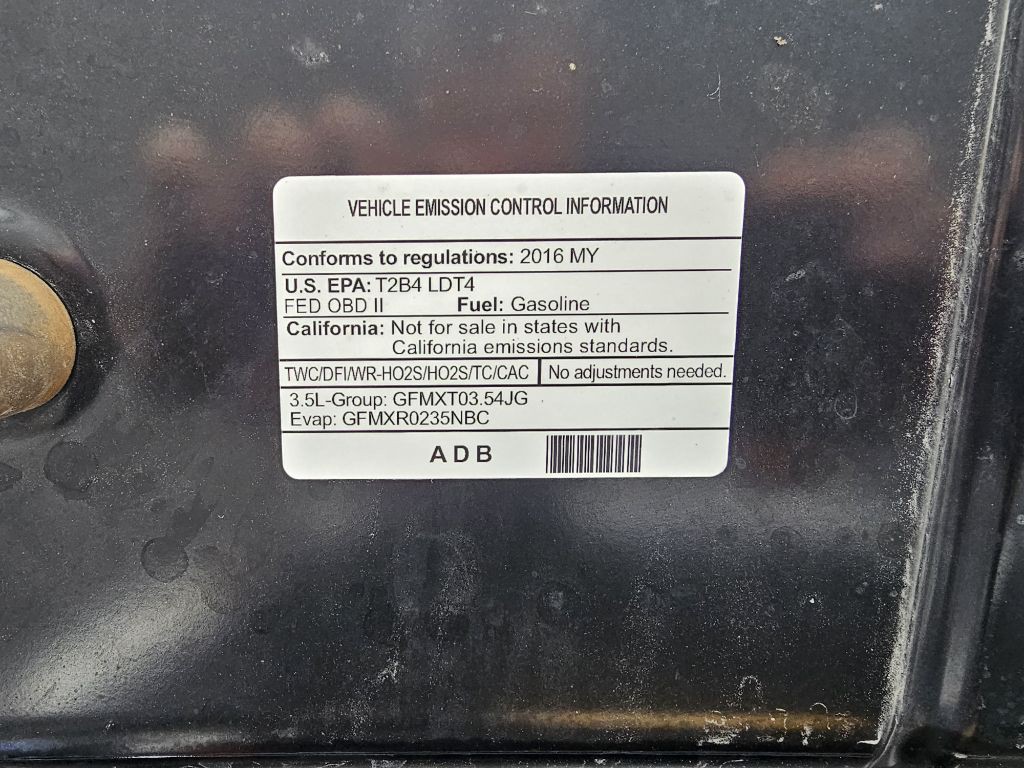 VEHICLE EMISSION CONTROL INFORMATION
Conforms to regulations: 2016 MY
U.S. EPA: T2B4 LDT4
FED OBD II Fuel: Gasoline
California: Not for sale in states with
California emissions standards.
TWC/DFI/WR-HO2S/HO2S/TC/CAC No adjustments needed.
3.5L-Group: GFMXT03.54JG
Evap: GFMXR0235NBC
ADB